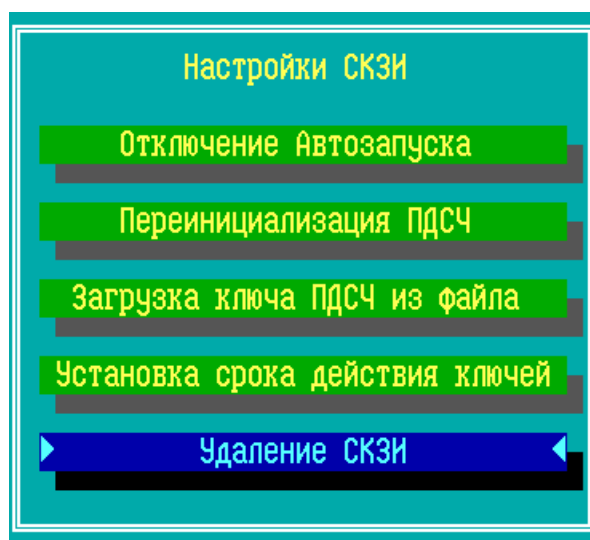 Настройки СКЗИ
Отключение Автозапуска
Переинициализация ПДСЧ
Загрузка ключа ПДСЧ из файла
Установка срока действия ключей
Удаление СКЗИ